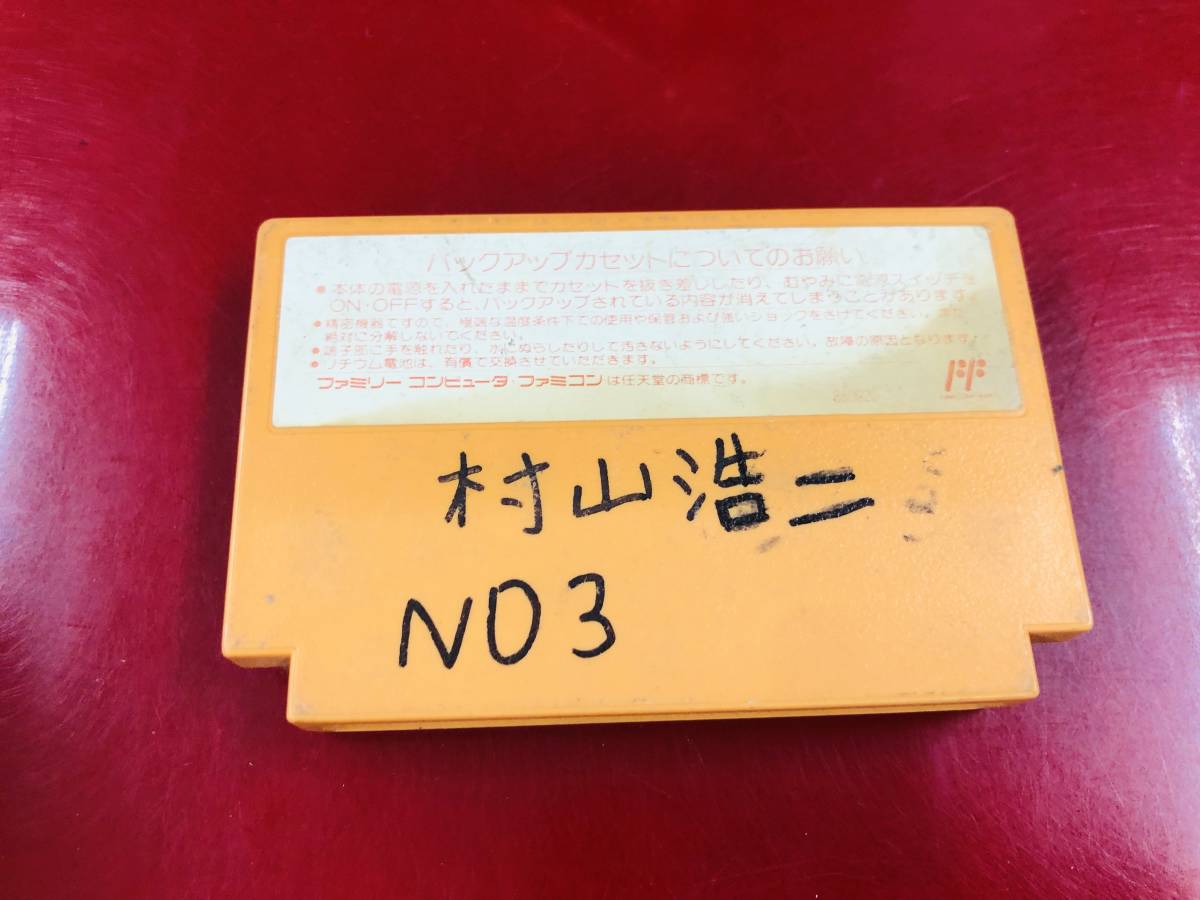 バックアップカセットについてのお願い
●本体の電源を入れたままでカセットを抜き差ししたり、むやみに電源スイッチを
ON・OFFすると、バックアップされている内容が消えてしまうことがあります。
●精密機器ですので、極端な温度条件下での使用や保管および強いショックをさけてください。また
絶対に分解しないでください。
●端子部に手を触れたり、水にぬらしたりして汚さないようにしてください。故障の原因となります。
●リチウム電池は、有償で交換させていただきます。
ファミリーコンピュータ・ファミコンは任天堂の商標です。
村山浩二
NO3